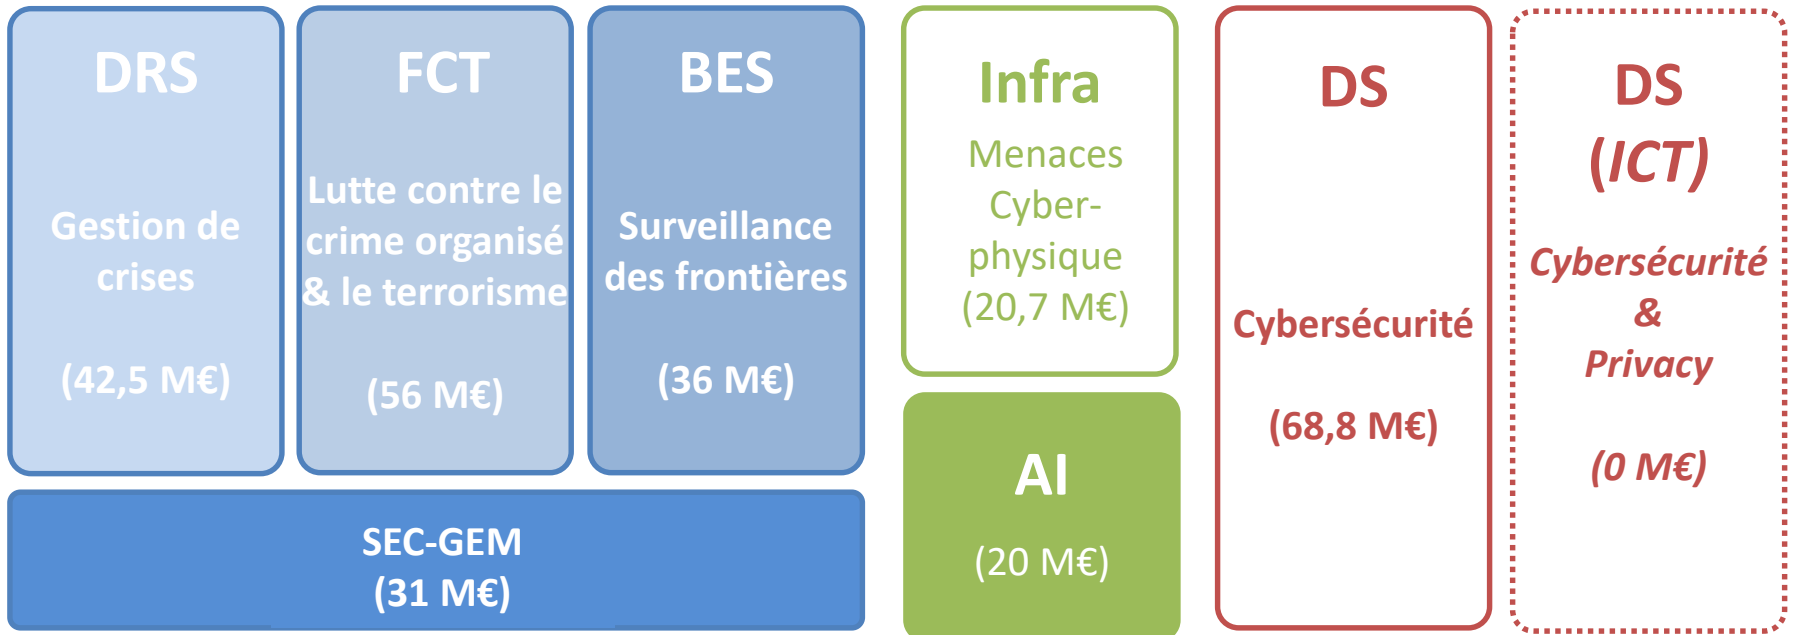 DRS
Gestion de
crises
(42,5 M€)
FCT
Lutte contre le
crime organisé
& le terrorisme
(56 M€)
BES
Surveillance
des frontières
(36 M€)
SEC-GEM
(31 M€)
Infra
Menaces
Cyber-
physique
(20,7 M€)
AI
(20 M€)
DS
Cybersécurité
(68,8 M€)
DS
(ICT)
Cybersécurité
&
Privacy
(0 M€)